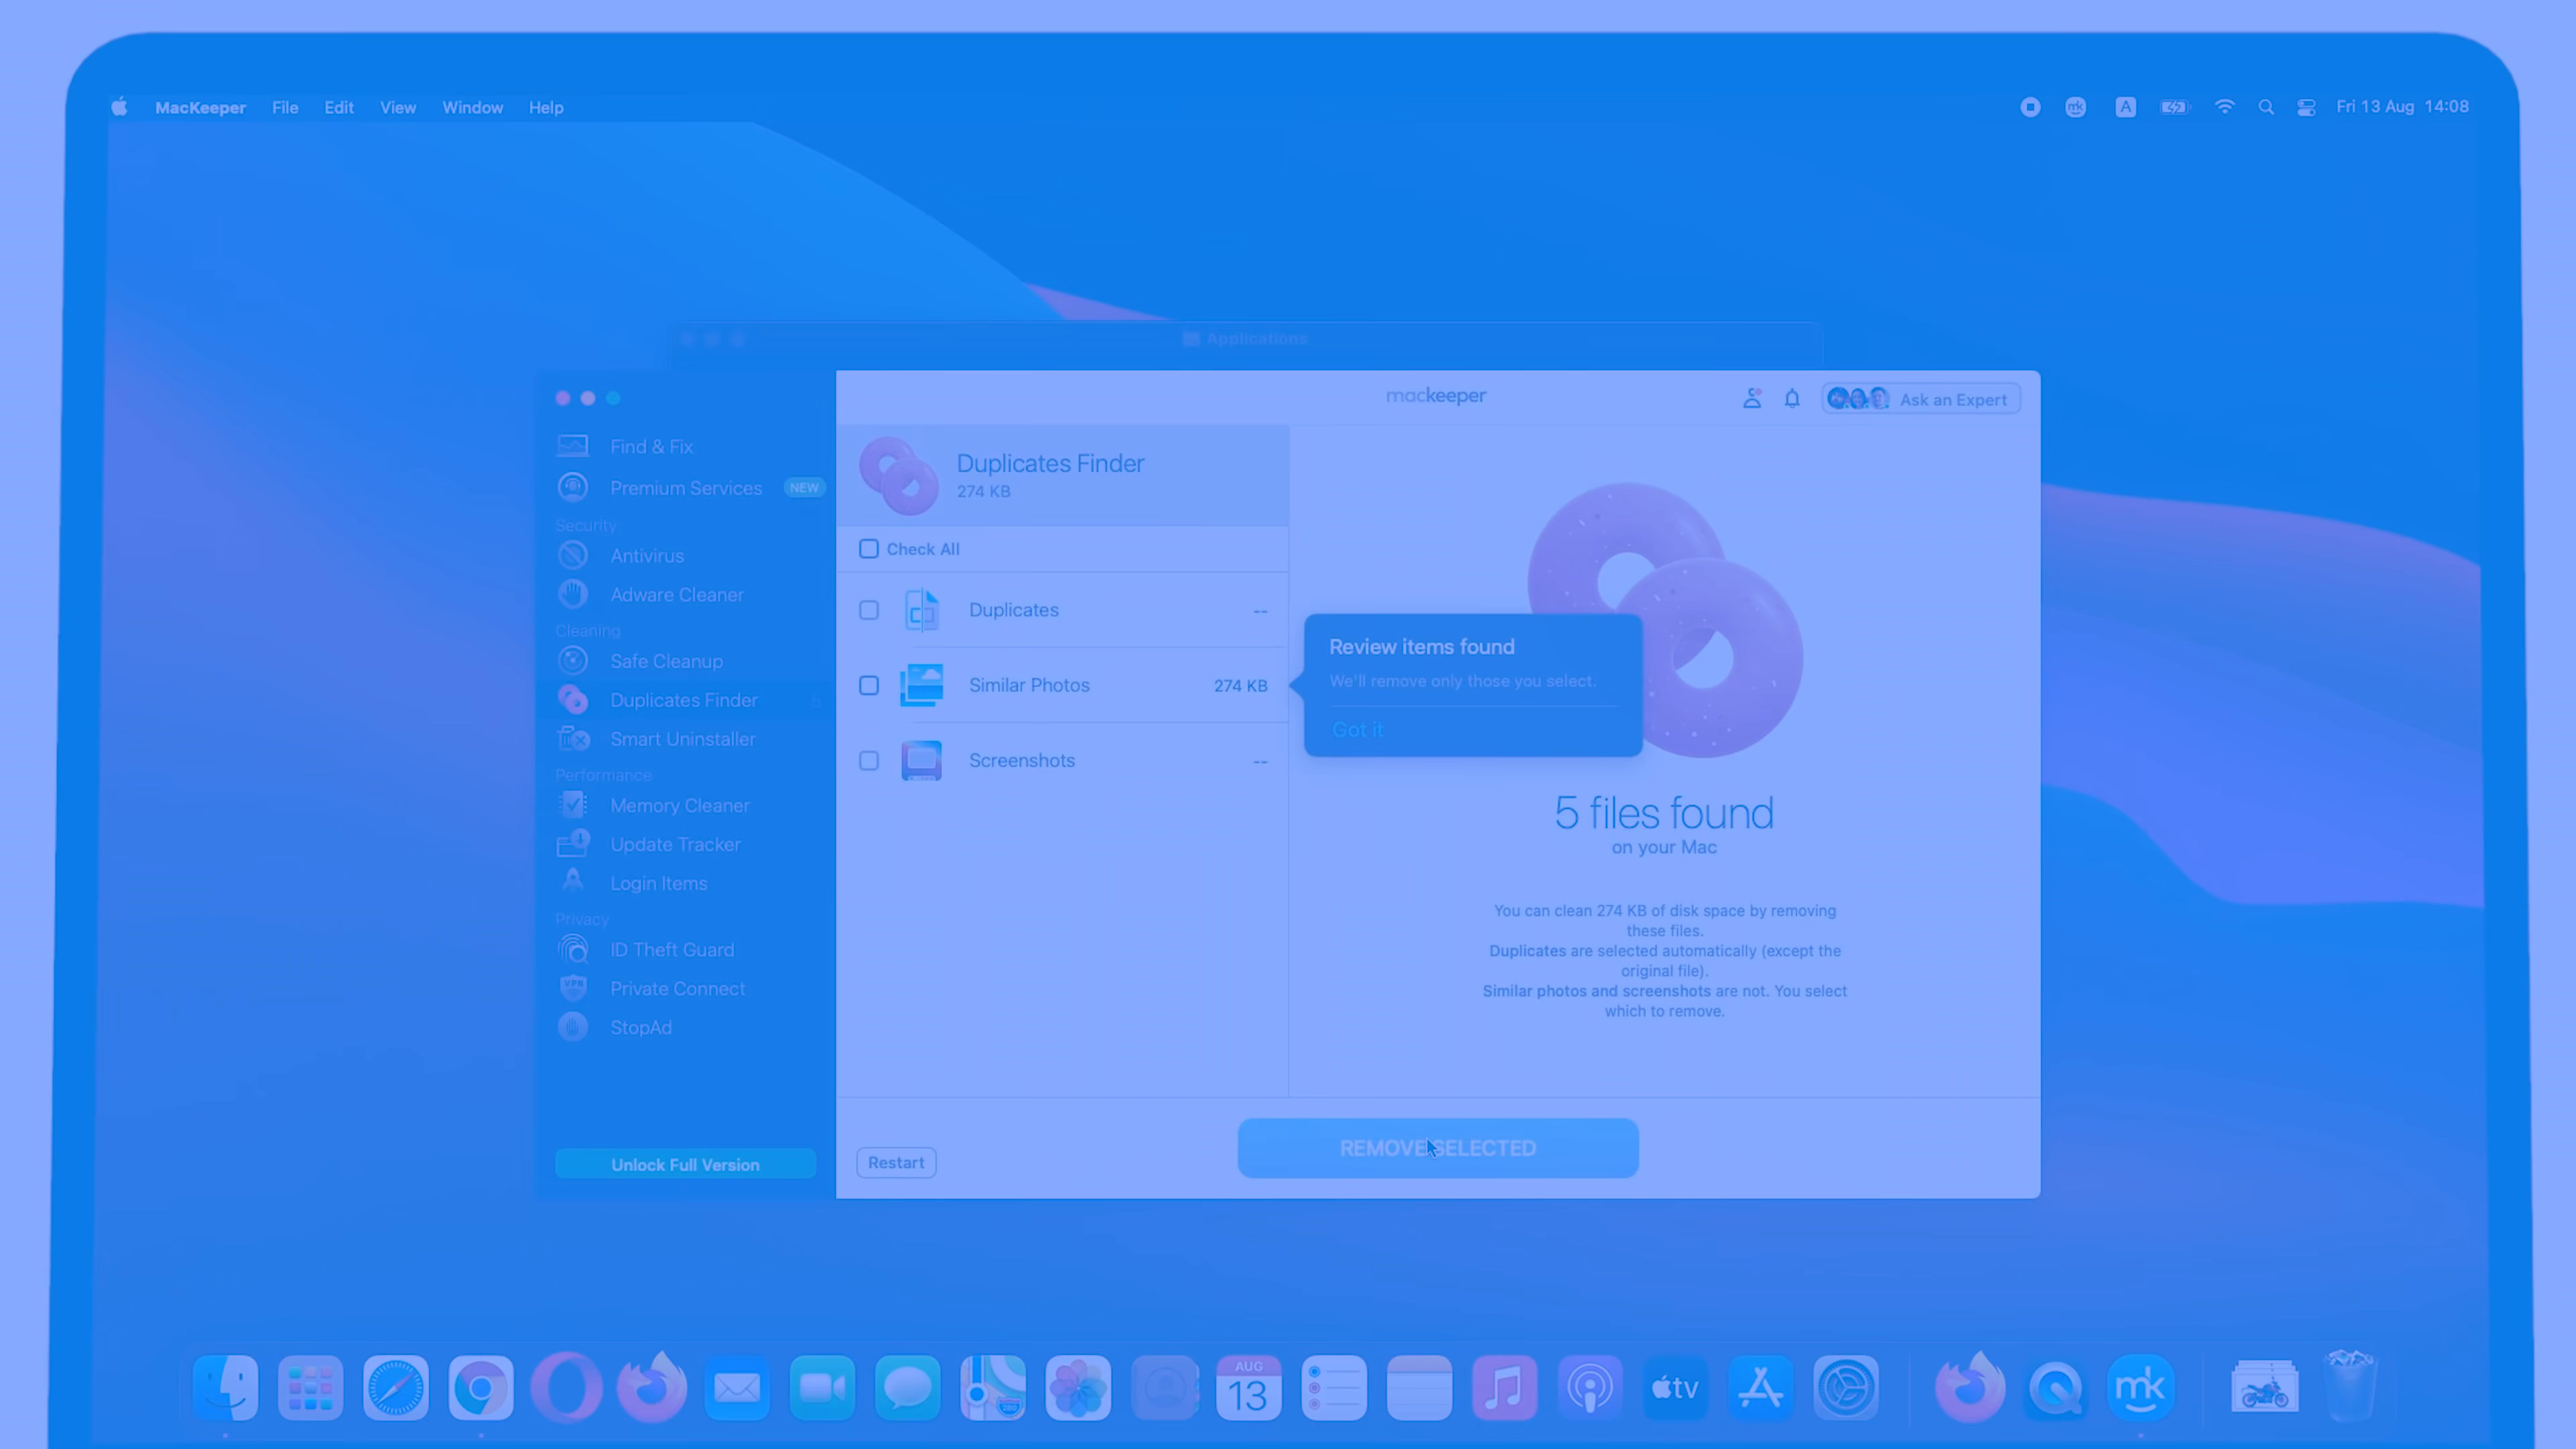 MacKeeper File Edit View Window Help
A Fri 13 Aug 14:08
Applications
mackeeper
Ask an Expert
Find & Fix
Premium Services NEW
Security
Antivirus
Adware Cleaner
Cleaning
Safe Cleanup
Duplicates Finder 5
Smart Uninstaller
Performance
Memory Cleaner
Update Tracker
Login Items
Privacy
ID Theft Guard
VPN Private Connect
StopAd
Unlock Full Version
Duplicates Finder
274 KB
Check All
Duplicates --
Similar Photos 274 KB
Screenshots --
Review items found
We'll remove only those you select.
Got it
5 files found
on your Mac
You can clean 274 KB of disk space by removing
these files.
Duplicates are selected automatically (except the
original file).
Similar photos and screenshots are not. You select
which to remove.
Restart
REMOVE SELECTED
AUG
13
tv
mk